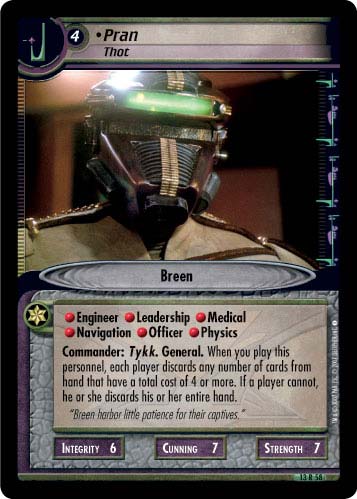 4 •Pran
Thot
Breen
•Engineer •Leadership •Medical
•Navigation •Officer •Physics
Commander: Tykk. General. When you play this
personnel, each player discards any number of cards from
hand that have a total cost of 4 or more. If a player cannot,
he or she discards his or her entire hand.
"Breen harbor little patience for their captives."
INTEGRITY 6 CUNNING 7 STRENGTH 7
13 R 58